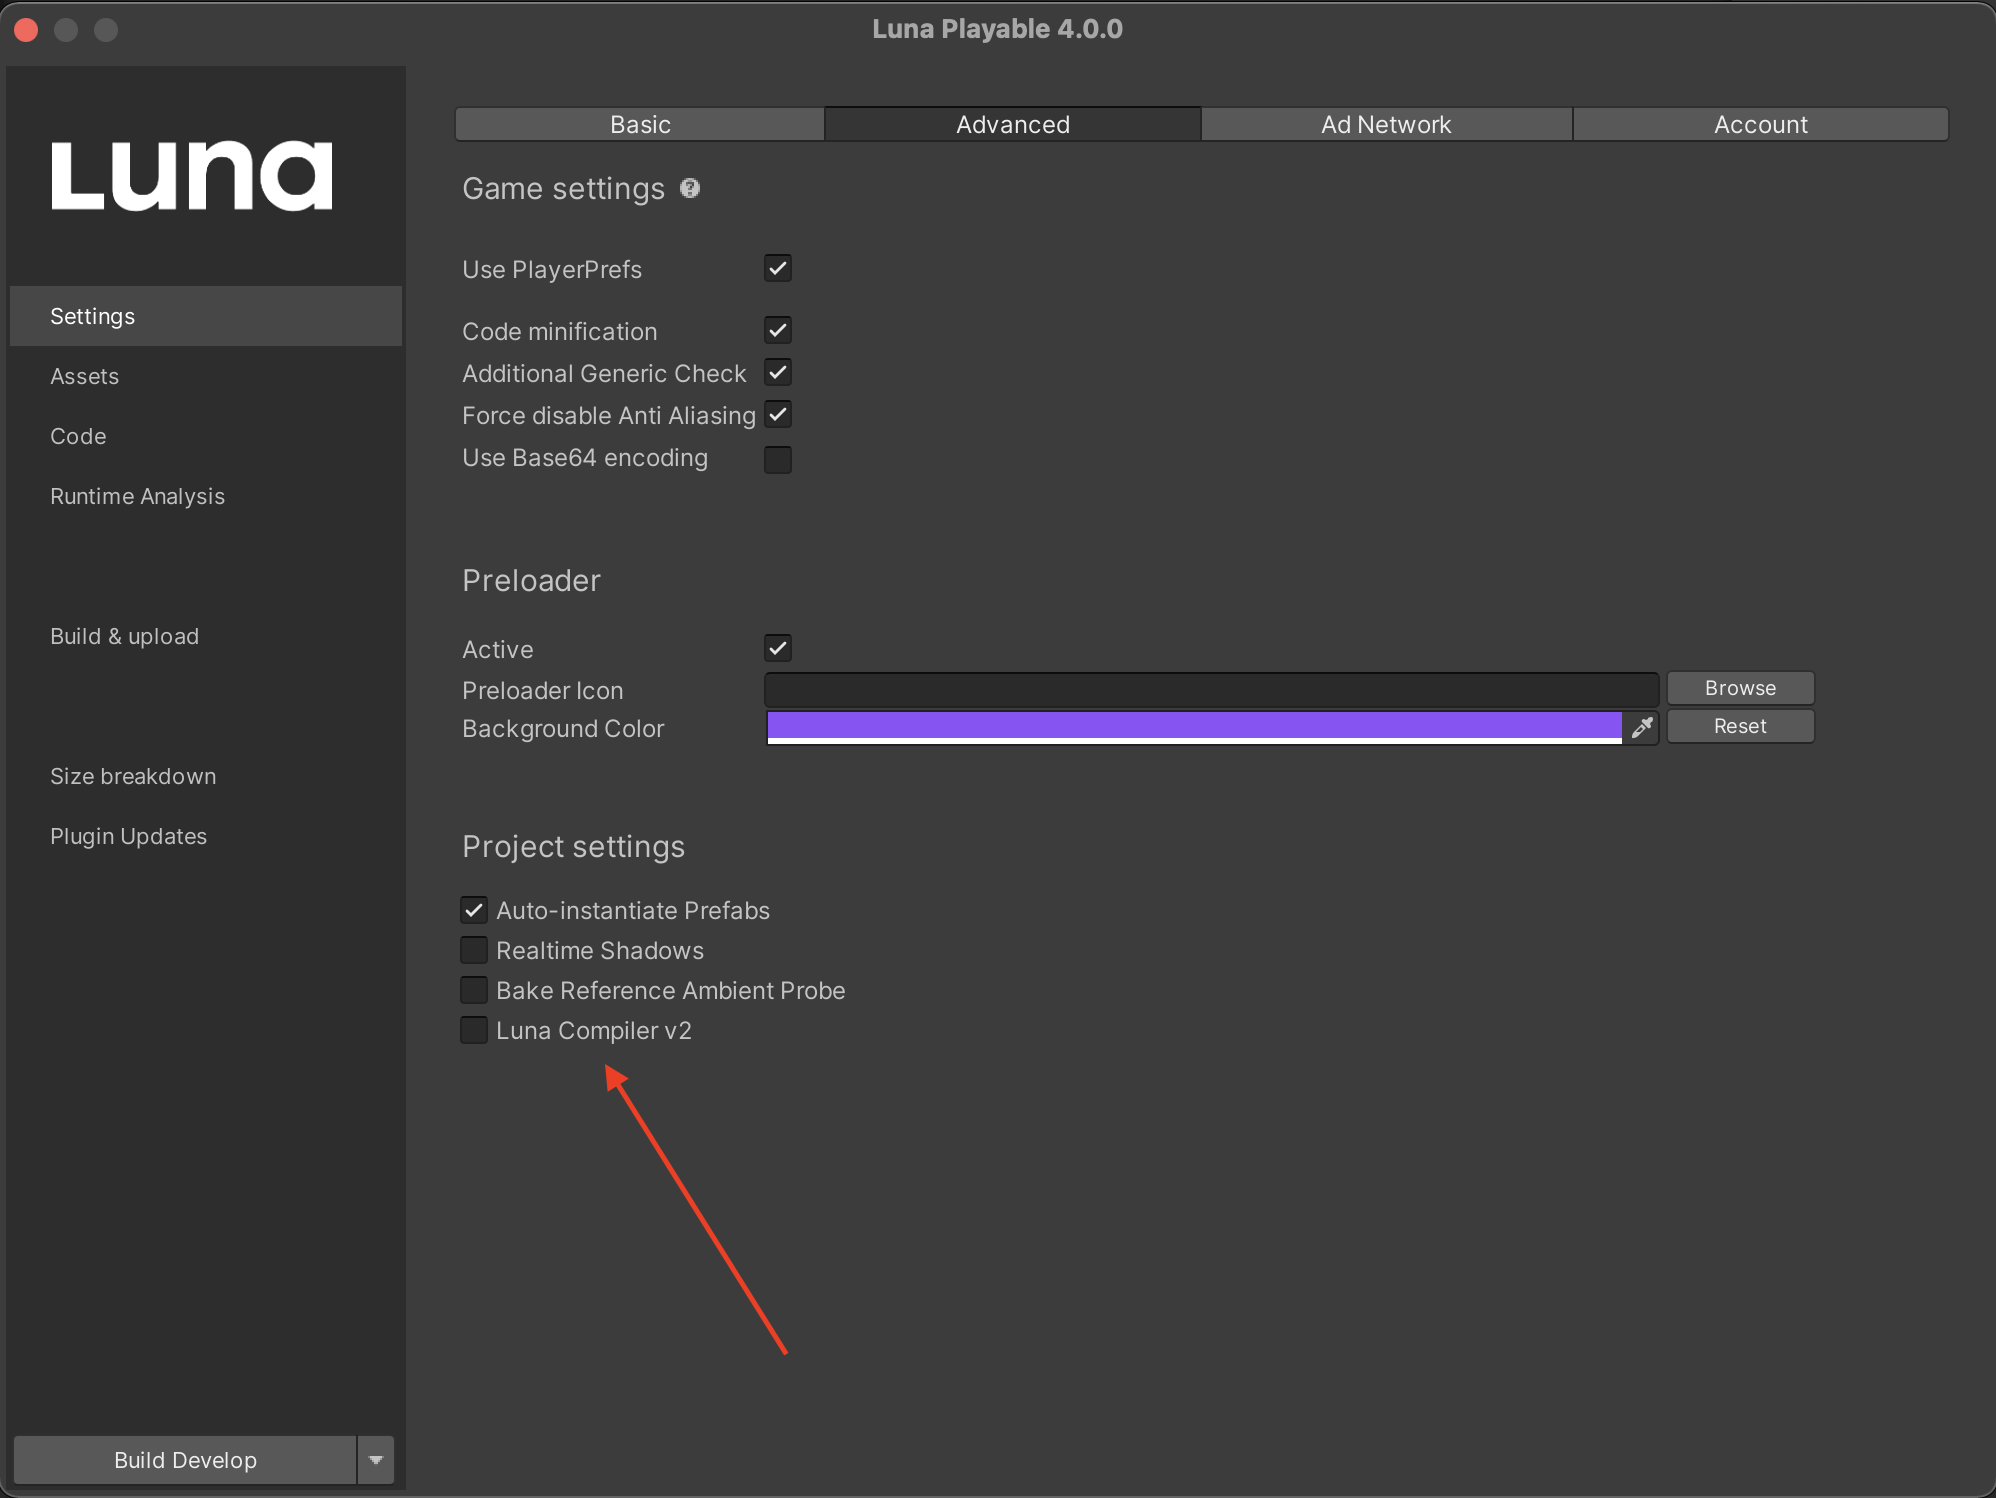 Luna Playable 4.0.0
Luna
Settings
Assets
Code
Runtime Analysis
Build & upload
Size breakdown
Plugin Updates
Build Develop
Basic
Advanced
Ad Network
Account
Game settings
Use PlayerPrefs
Code minification
Additional Generic Check
Force disable Anti Aliasing
Use Base64 encoding
Preloader
Active
Preloader Icon
Browse
Background Color
Reset
Project settings
Auto-instantiate Prefabs
Realtime Shadows
Bake Reference Ambient Probe
Luna Compiler v2